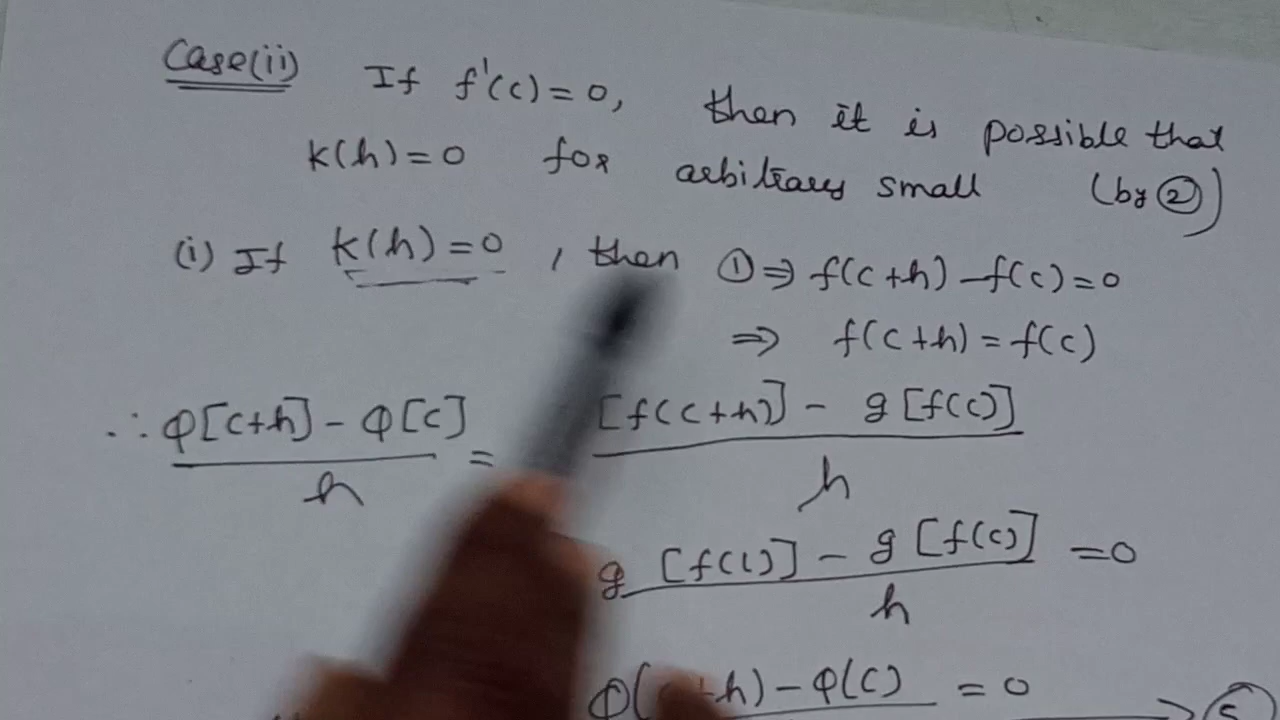 Case(ii) If f'(c)=0, then it is possible that
k(h)=0 for arbitrary small (by ②)
(i) If k(h)=0, then ①⇒ f(c+h)-f(c)=0
⇒ f(c+h)=f(c)
∴ φ[c+h]-φ[c] / h = [f(c+h)] - g[f(c)] / h
g[f(c)] - g[f(c)] / h =0
φ(c+h)-φ(c) =0